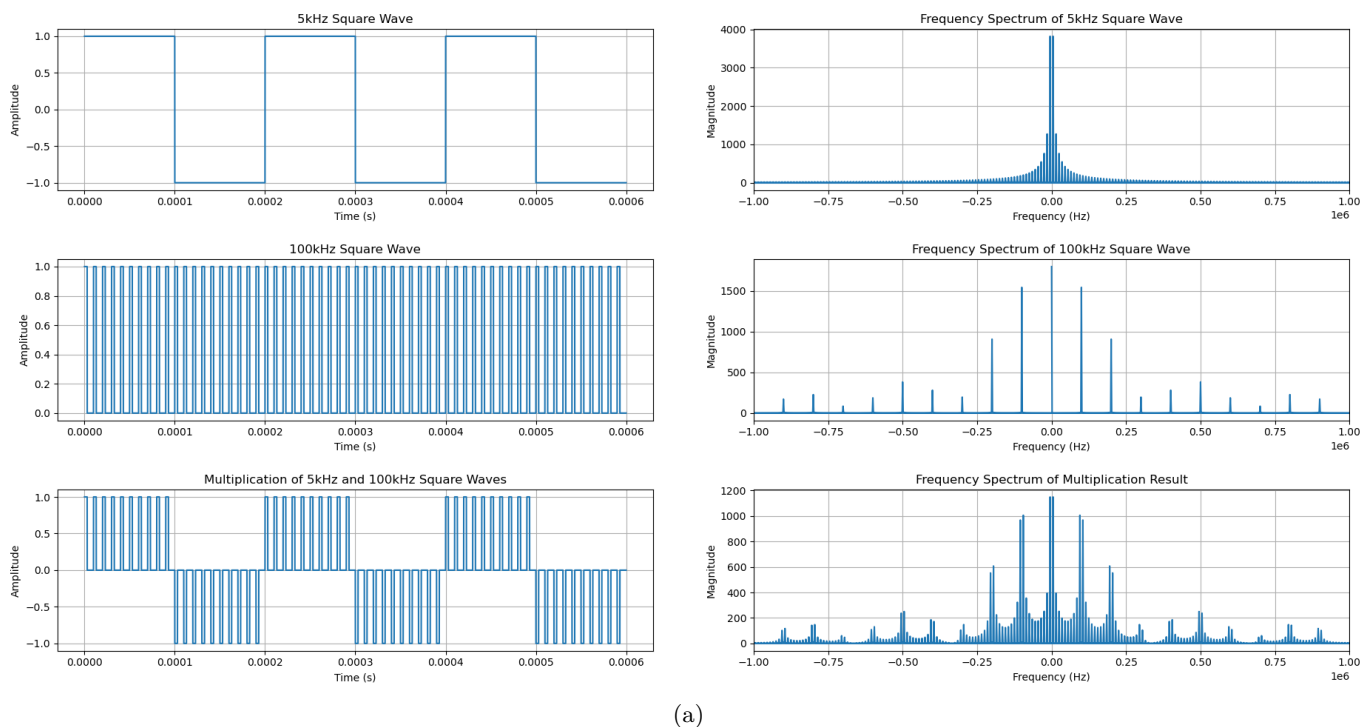 5kHz Square Wave
Amplitude
1.0
0.5
0.0
−0.5
−1.0
0.0000 0.0001 0.0002 0.0003 0.0004 0.0005 0.0006
Time (s)
Frequency Spectrum of 5kHz Square Wave
Magnitude
4000
3000
2000
1000
0
−1.00 −0.75 −0.50 −0.25 0.00 0.25 0.50 0.75 1.00
1e6
Frequency (Hz)
100kHz Square Wave
Amplitude
1.0
0.8
0.6
0.4
0.2
0.0
0.0000 0.0001 0.0002 0.0003 0.0004 0.0005 0.0006
Time (s)
Frequency Spectrum of 100kHz Square Wave
Magnitude
1500
1000
500
0
−1.00 −0.75 −0.50 −0.25 0.00 0.25 0.50 0.75 1.00
1e6
Frequency (Hz)
Multiplication of 5kHz and 100kHz Square Waves
Amplitude
1.0
0.5
0.0
−0.5
−1.0
0.0000 0.0001 0.0002 0.0003 0.0004 0.0005 0.0006
Time (s)
Frequency Spectrum of Multiplication Result
Magnitude
1200
1000
800
600
400
200
0
−1.00 −0.75 −0.50 −0.25 0.00 0.25 0.50 0.75 1.00
1e6
Frequency (Hz)
(a)